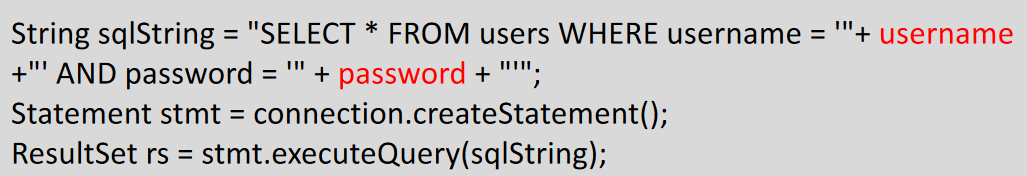 String sqlString = "SELECT * FROM users WHERE username = '"+ username
+"' AND password = '" + password + "'";
Statement stmt = connection.createStatement();
ResultSet rs = stmt.executeQuery(sqlString);